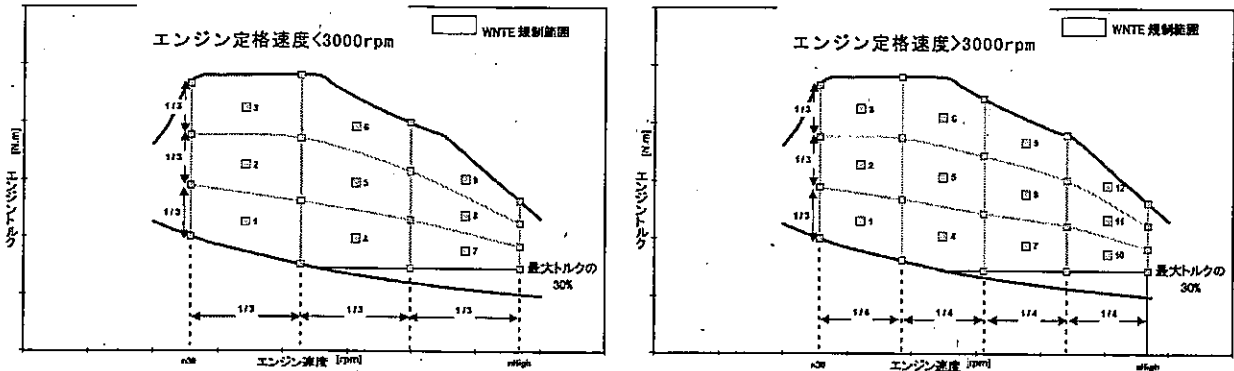 エンジン定格速度<3000rpm
WNTE 規制範囲
エンジントルク [N.m]
1/3
1/3
1/3
3
6
9
2
5
8
1
4
7
最大トルクの
30%
1/3
1/3
1/3
n30
エンジン速度 [rpm]
nHigh
エンジン定格速度>3000rpm
WNTE 規制範囲
エンジントルク [N.m]
1/3
1/3
1/3
3
6
9
12
2
5
8
11
1
4
7
10
最大トルクの
30%
1/4
1/4
1/4
1/4
n30
エンジン速度 [rpm]
nHigh